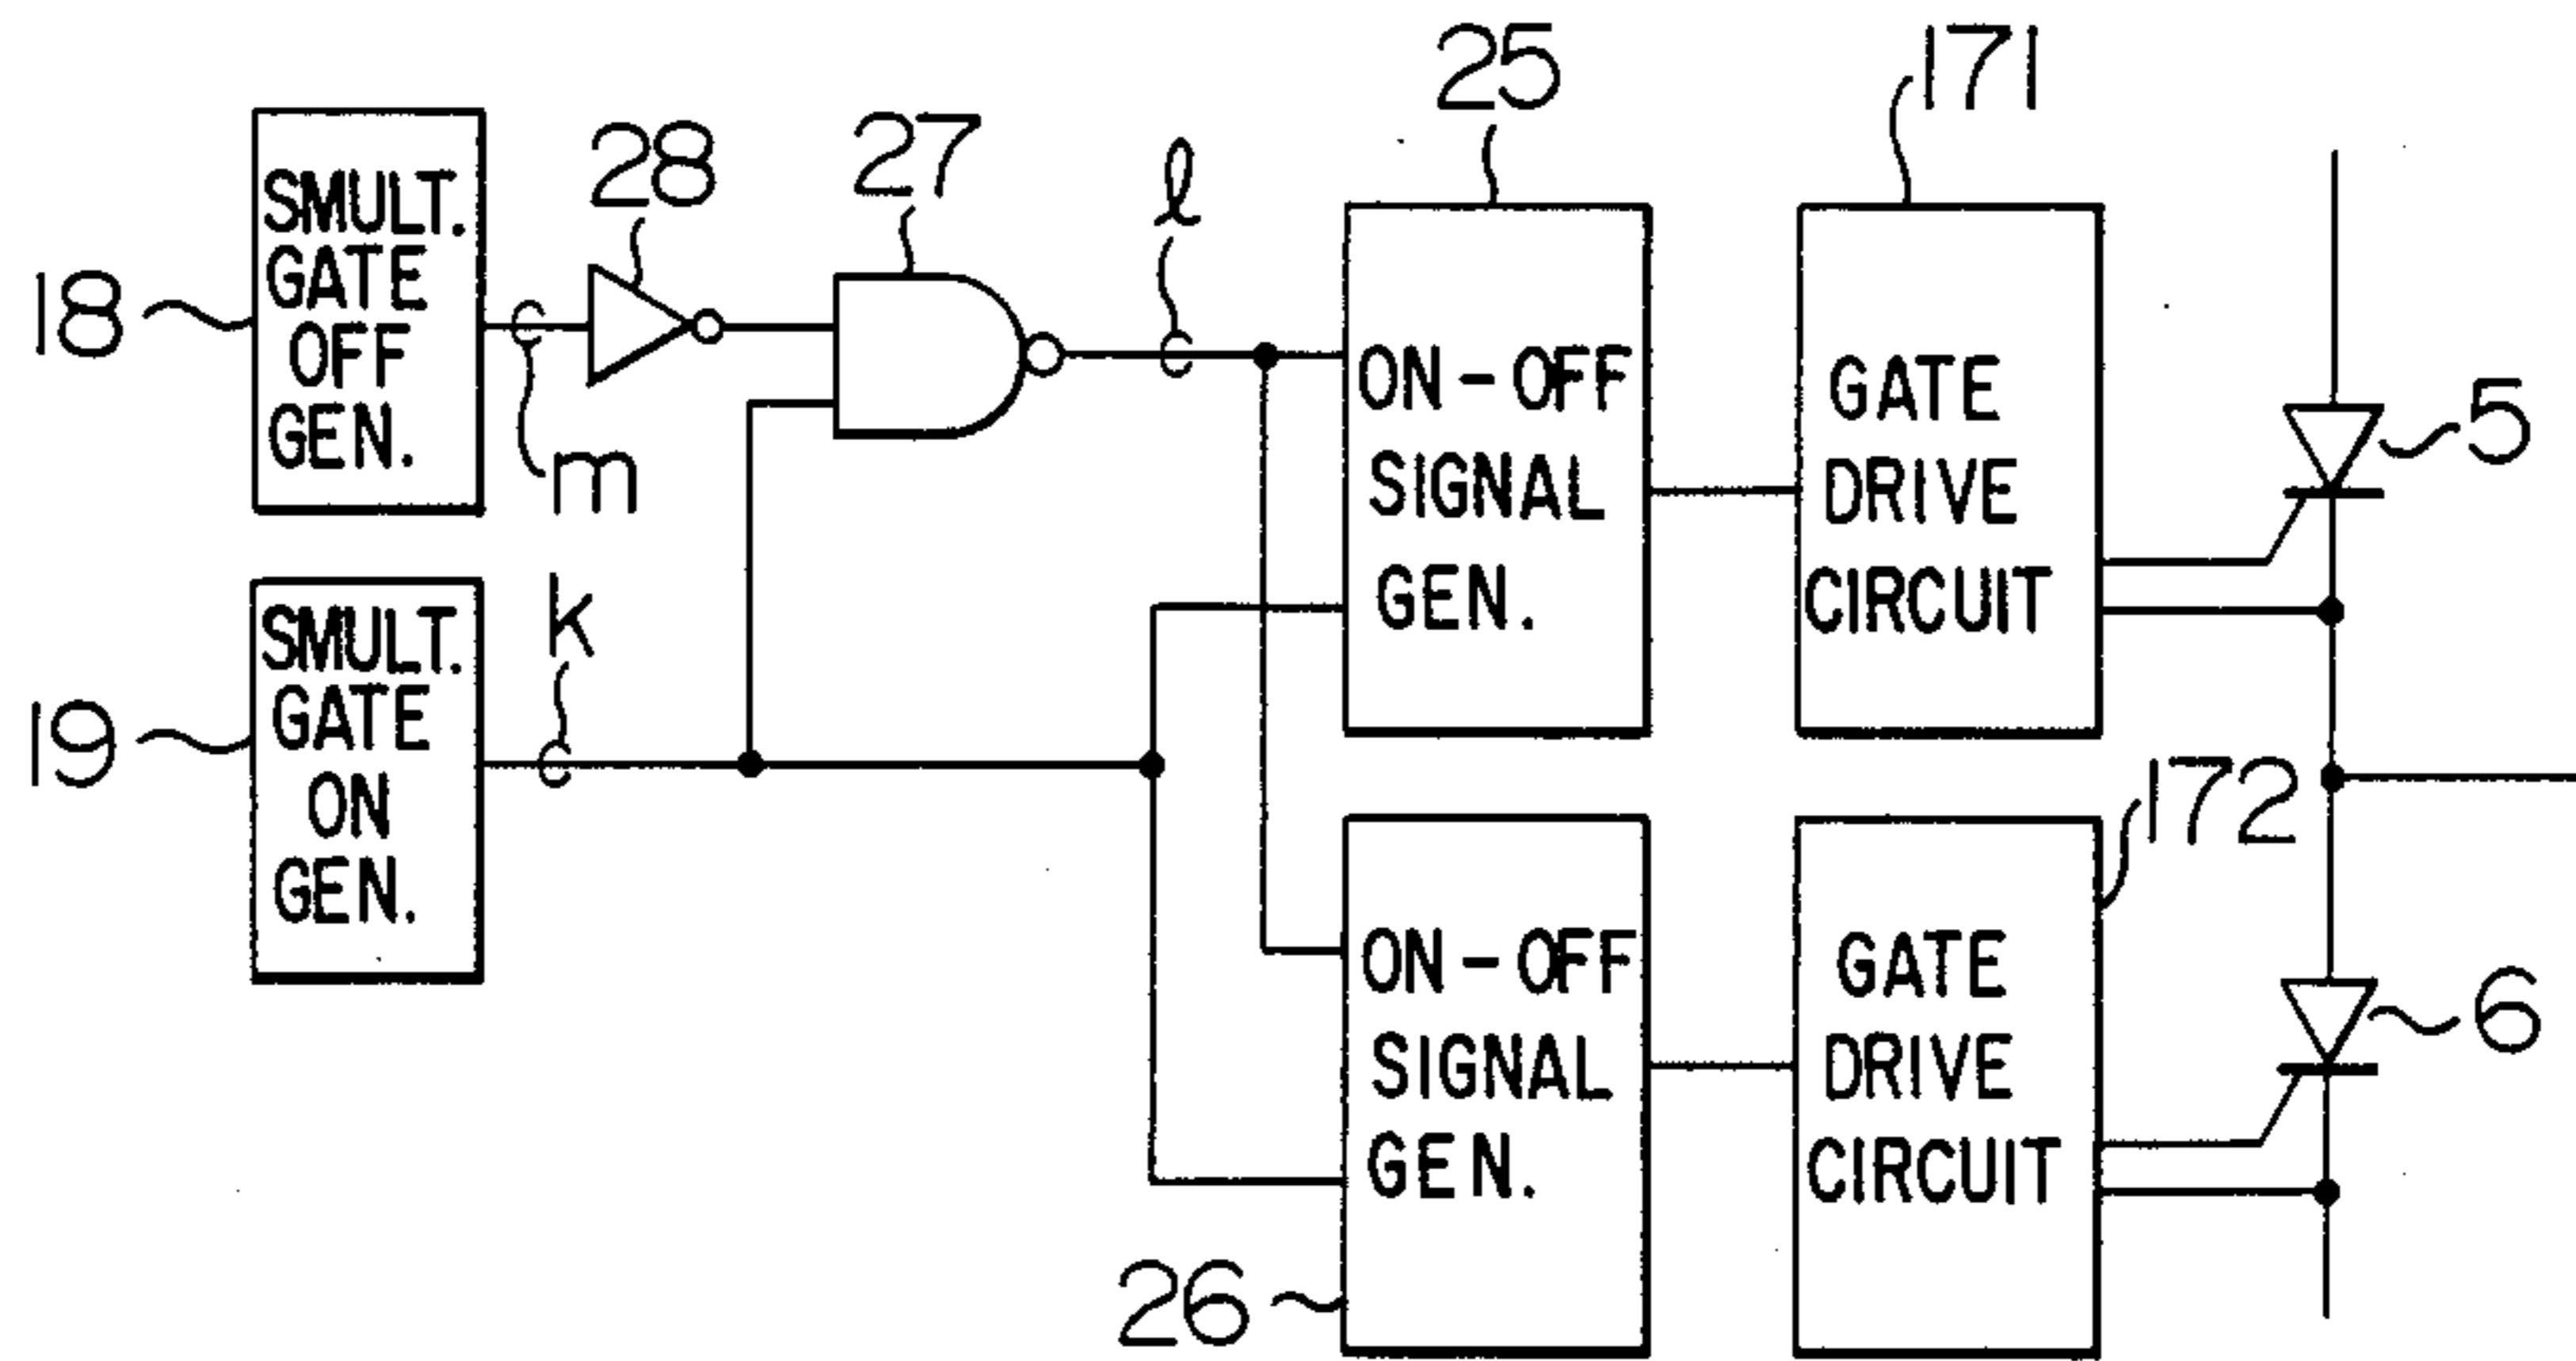 18
SMULT.
GATE
OFF
GEN.
m
28
27
ℓ
25
ON-OFF
SIGNAL
GEN.
171
GATE
DRIVE
CIRCUIT
5
19
SMULT.
GATE
ON
GEN.
k
26
ON-OFF
SIGNAL
GEN.
172
GATE
DRIVE
CIRCUIT
6